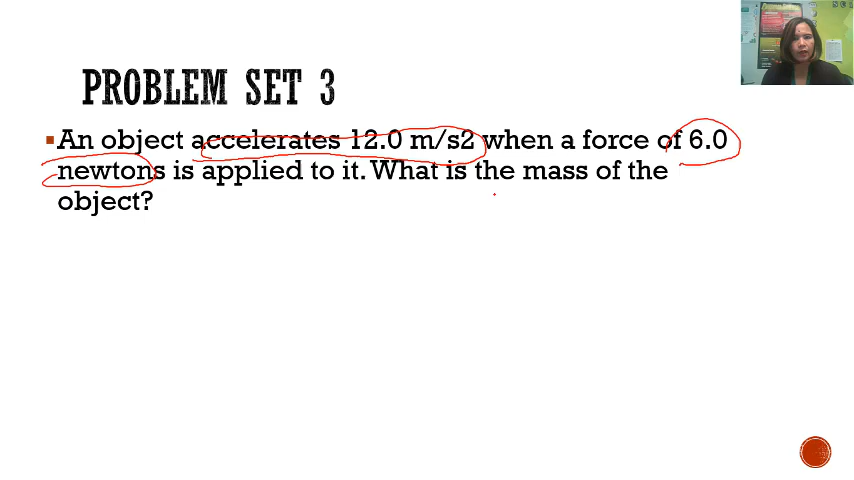 PROBLEM SET 3
An object accelerates 12.0 m/s2 when a force of 6.0
newtons is applied to it. What is the mass of the
object?